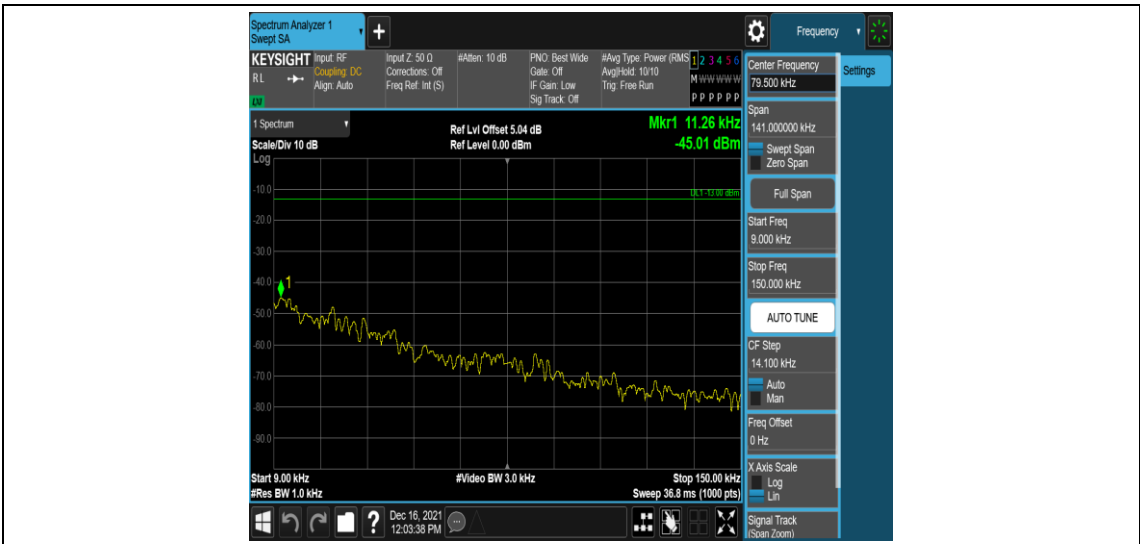 Spectrum Analyzer 1
Swept SA
Frequency
KEYSIGHT Input: RF Input Z: 50 Ω #Atten: 10 dB PNO: Best Wide #Avg Type: Power (RMS 1 2 3 4 5 6
RL Coupling: DC Corrections: Off Gate: Off Avg|Hold: 10/10 M W W W W W
Align: Auto Freq Ref: Int (S) IF Gain: Low Trig: Free Run
Sig Track: Off P P P P P P
LXI
Center Frequency
79.500 kHz
Settings
Span
141.000000 kHz
Swept Span
Zero Span
Full Span
Start Freq
9.000 kHz
Stop Freq
150.000 kHz
AUTO TUNE
CF Step
14.100 kHz
Auto
Man
Freq Offset
0 Hz
X Axis Scale
Log
Lin
Signal Track
(Span Zoom)
1 Spectrum
Scale/Div 10 dB
Log
Ref Lvl Offset 5.04 dB
Ref Level 0.00 dBm
Mkr1 11.26 kHz
-45.01 dBm
DL1 -13.00 dBm
-10.0
-20.0
-30.0
-40.0
1
-50.0
-60.0
-70.0
-80.0
-90.0
Start 9.00 kHz #Video BW 3.0 kHz Stop 150.00 kHz
#Res BW 1.0 kHz Sweep 36.8 ms (1000 pts)
Dec 16, 2021
12:03:38 PM